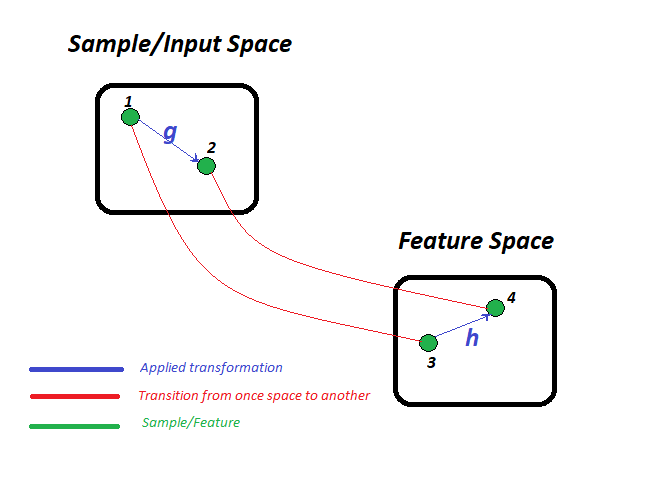 Sample/Input Space
1
g
2
Feature Space
4
h
3
Applied transformation
Transition from once space to another
Sample/Feature